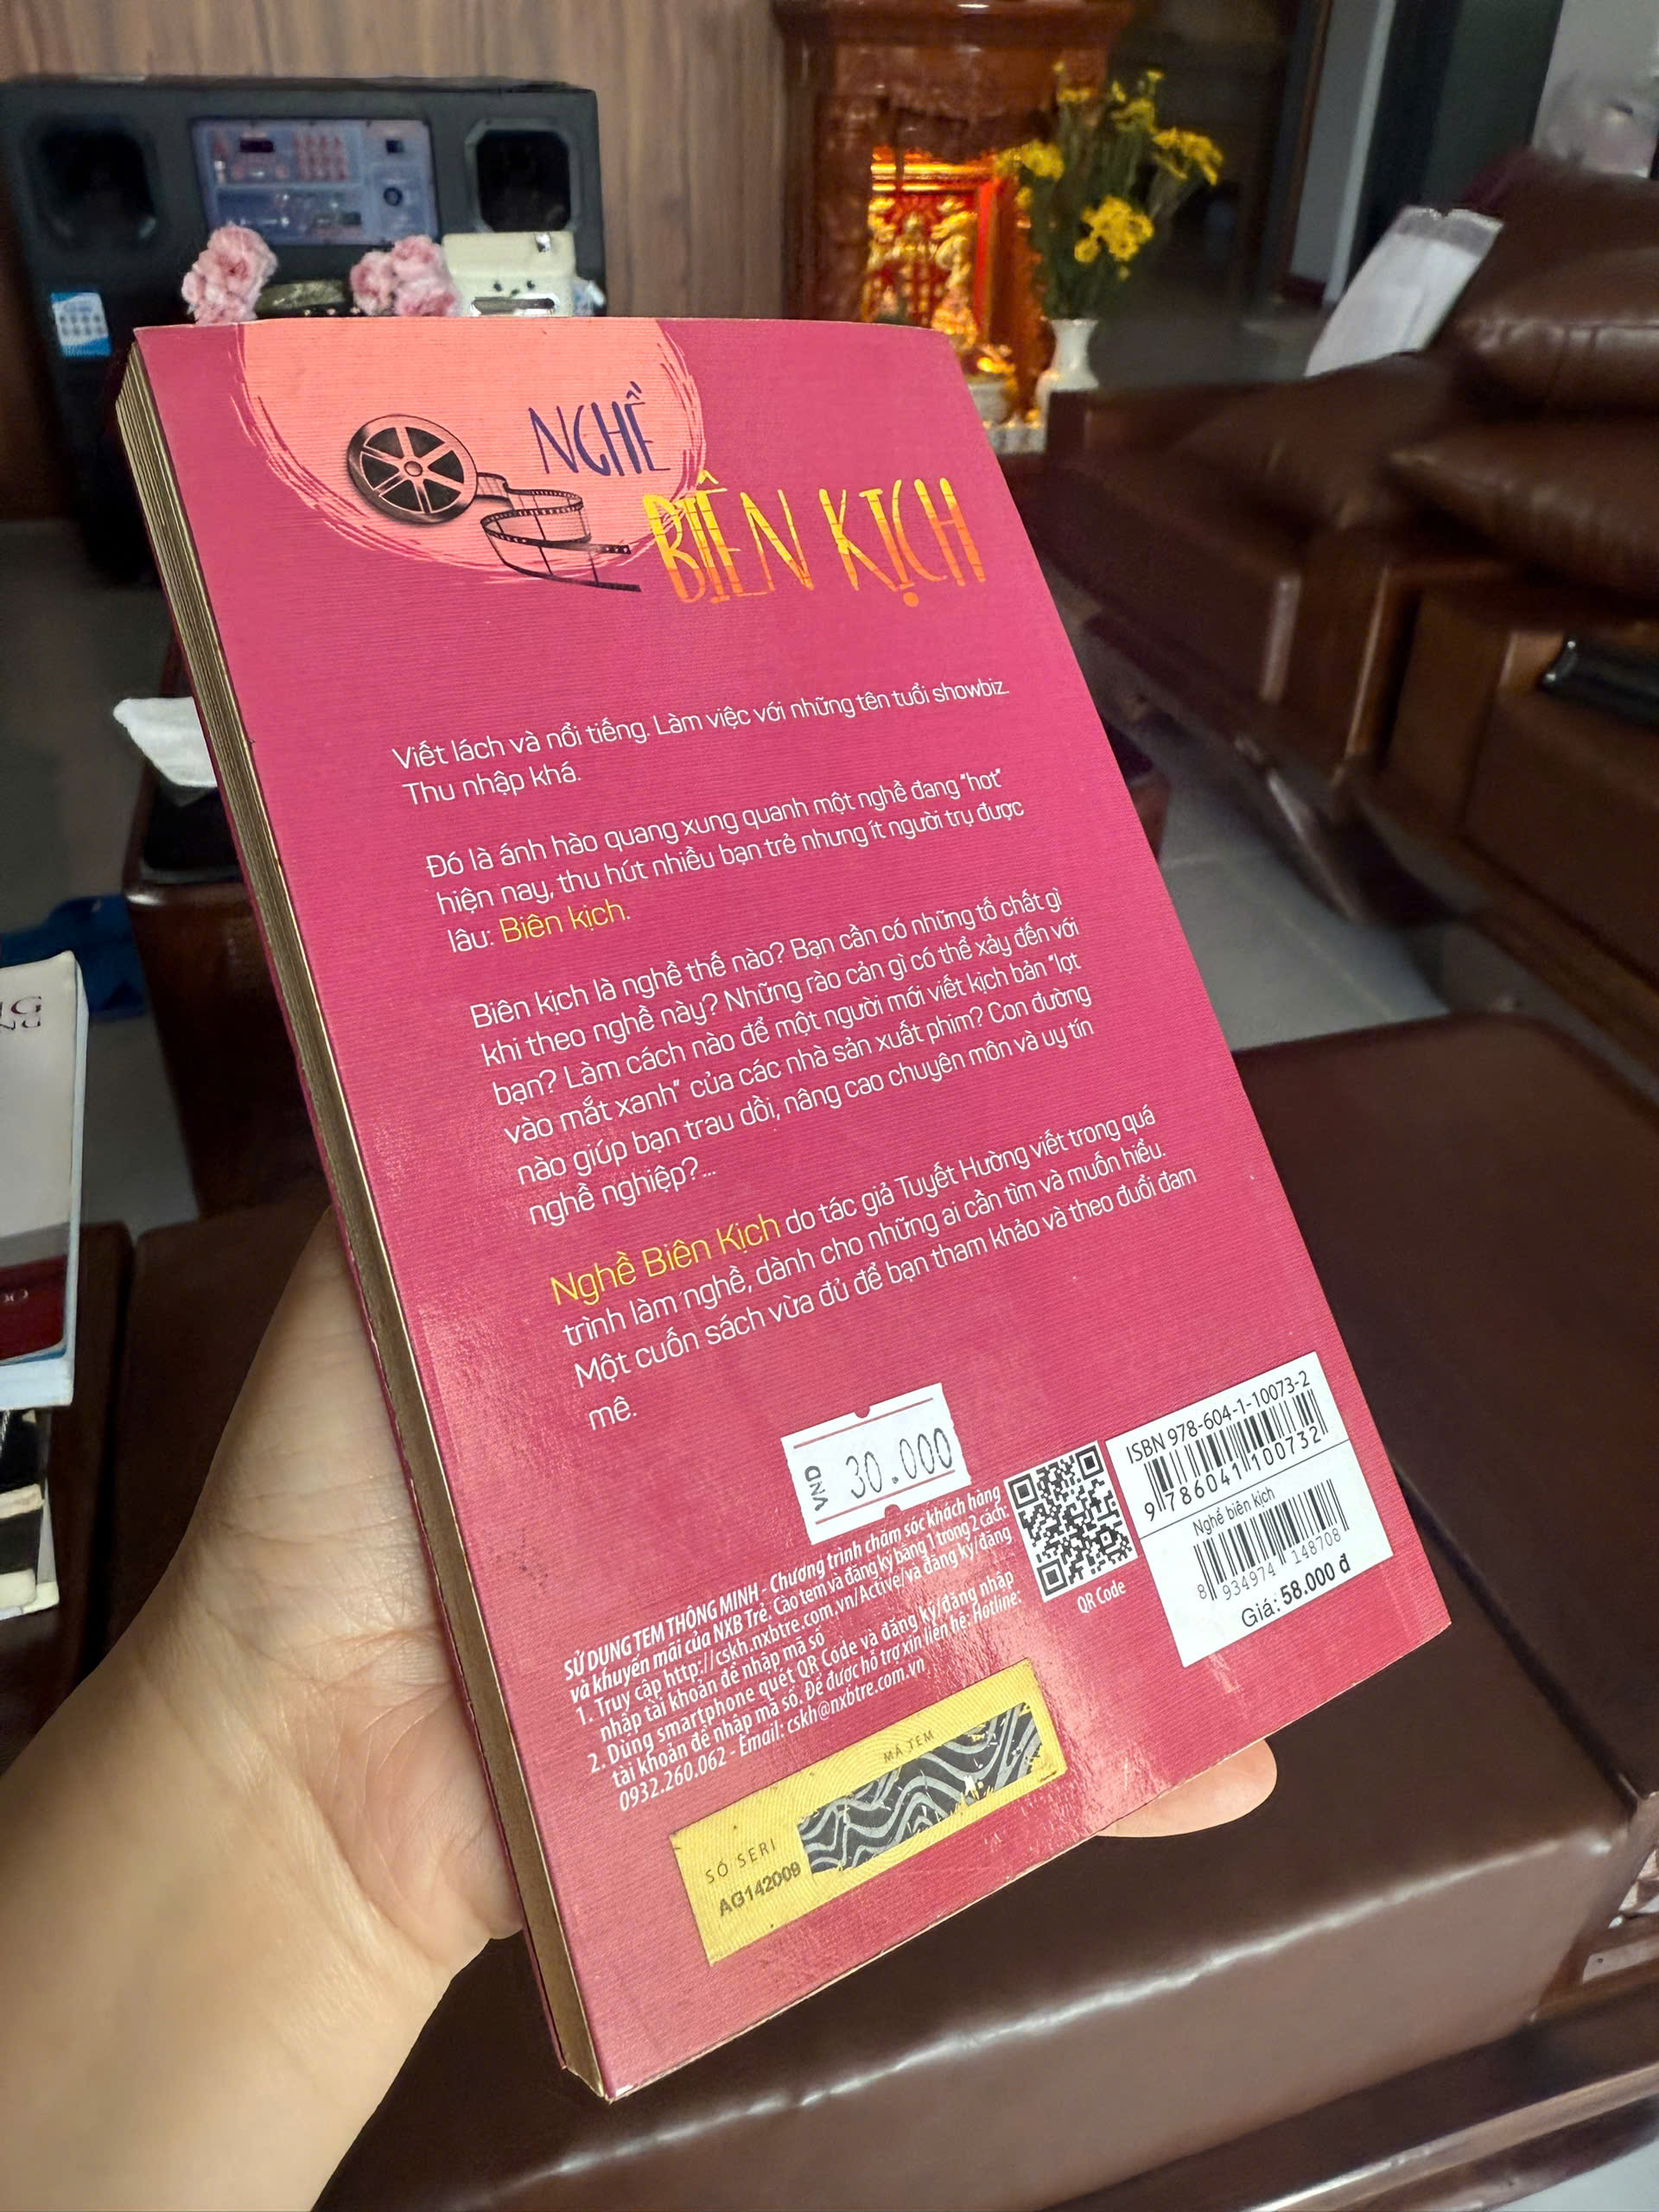 NGHỀ
BIÊN KỊCH
Viết lách và nổi tiếng. Làm việc với những tên tuổi showbiz.
Thu nhập khá.
Đó là ánh hào quang xung quanh một nghề đang "hot"
hiện nay, thu hút nhiều bạn trẻ nhưng ít người trụ được
lâu: Biên kịch.
Biên kịch là nghề thế nào? Bạn cần có những tố chất gì
khi theo nghề này? Những rào cản gì có thể xảy đến với
bạn? Làm cách nào để một người mới viết kịch bản "lọt
vào mắt xanh" của các nhà sản xuất phim? Con đường
nào giúp bạn trau dồi, nâng cao chuyên môn và uy tín
nghề nghiệp?...
Nghề Biên Kịch do tác giả Tuyết Hường viết trong quá
trình làm nghề, dành cho những ai cần tìm và muốn hiểu.
Một cuốn sách vừa đủ để bạn tham khảo và theo đuổi đam
mê.
VND 30.000
SỬ DỤNG TEM THÔNG MINH - Chương trình chăm sóc khách hàng
và khuyến mãi của NXB Trẻ. Cào tem và đăng ký bằng 1 trong 2 cách:
1. Truy cập http://cskh.nxbtre.com.vn/Active/và đăng ký/đăng
nhập tài khoản để nhập mã số
2. Dùng smartphone quét QR Code và đăng ký/đăng nhập
tài khoản để nhập mã số. Để được hỗ trợ xin liên hệ: Hotline:
0932.260.062 - Email: cskh@nxbtre.com.vn
QR Code
ISBN 978-604-1-10073-2
9 786041 100732
Nghề biên kịch
8 934974 148708
Giá: 58.000 đ
MÃ TEM
SỐ SERI
AG142009